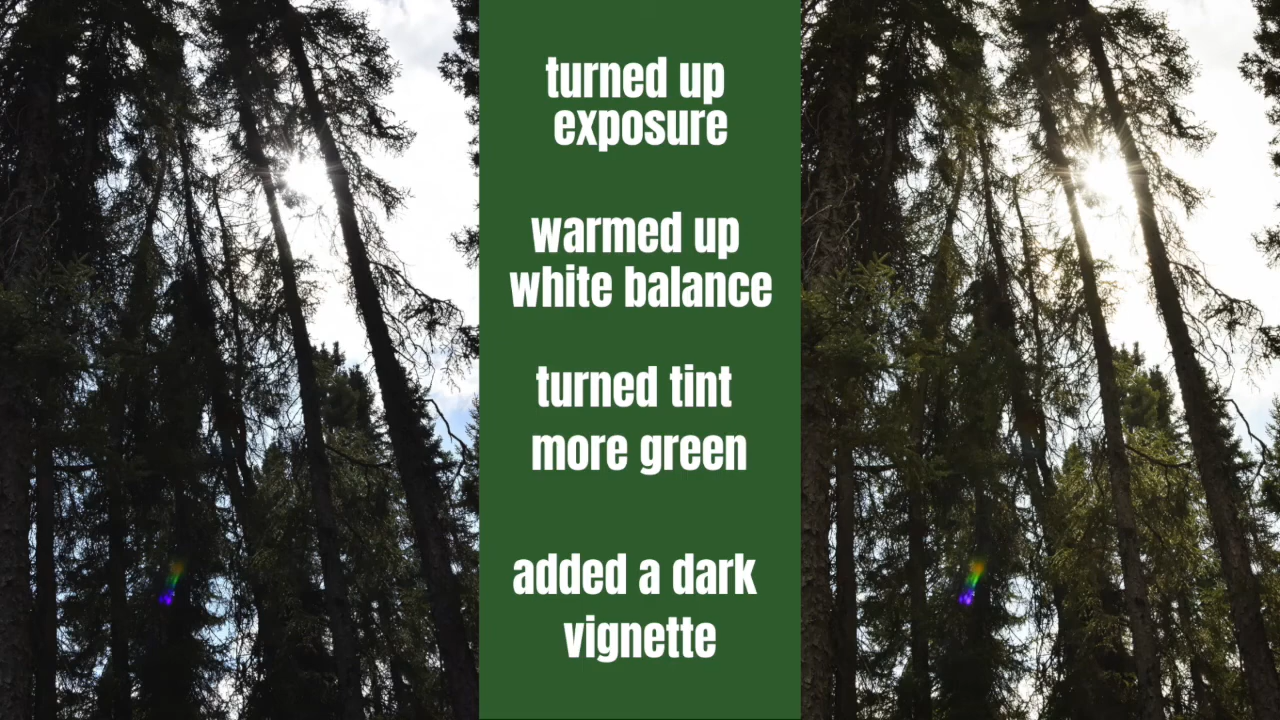 turned up
exposure
warmed up
white balance
turned tint
more green
added a dark
vignette